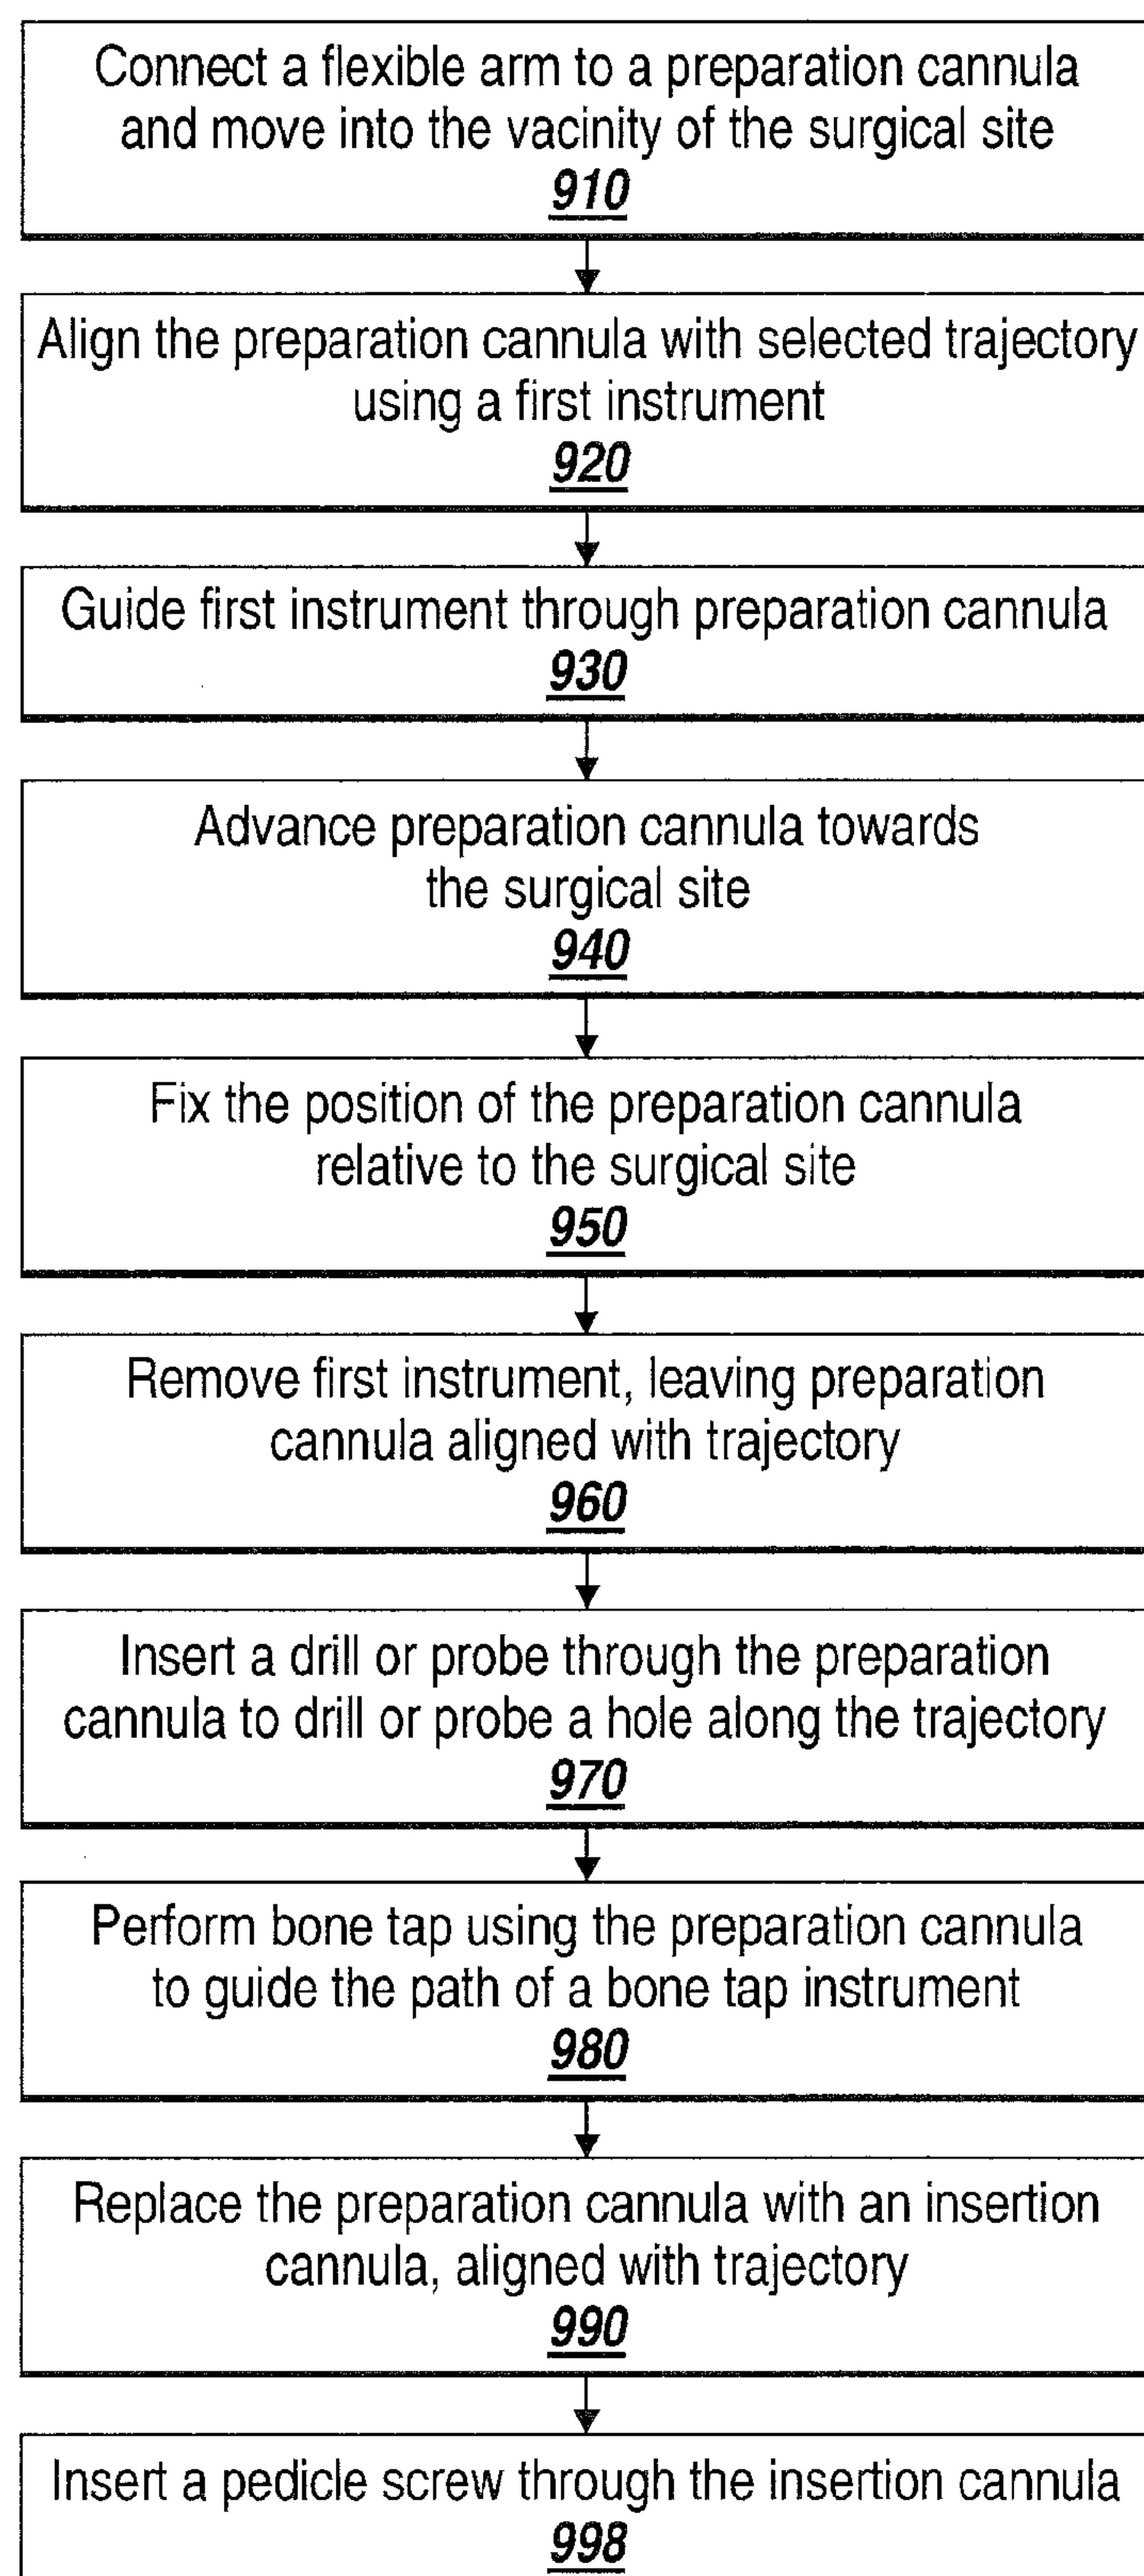 Connect a flexible arm to a preparation cannula
and move into the vacinity of the surgical site
910
Align the preparation cannula with selected trajectory
using a first instrument
920
Guide first instrument through preparation cannula
930
Advance preparation cannula towards
the surgical site
940
Fix the position of the preparation cannula
relative to the surgical site
950
Remove first instrument, leaving preparation
cannula aligned with trajectory
960
Insert a drill or probe through the preparation
cannula to drill or probe a hole along the trajectory
970
Perform bone tap using the preparation cannula
to guide the path of a bone tap instrument
980
Replace the preparation cannula with an insertion
cannula, aligned with trajectory
990
Insert a pedicle screw through the insertion cannula
998